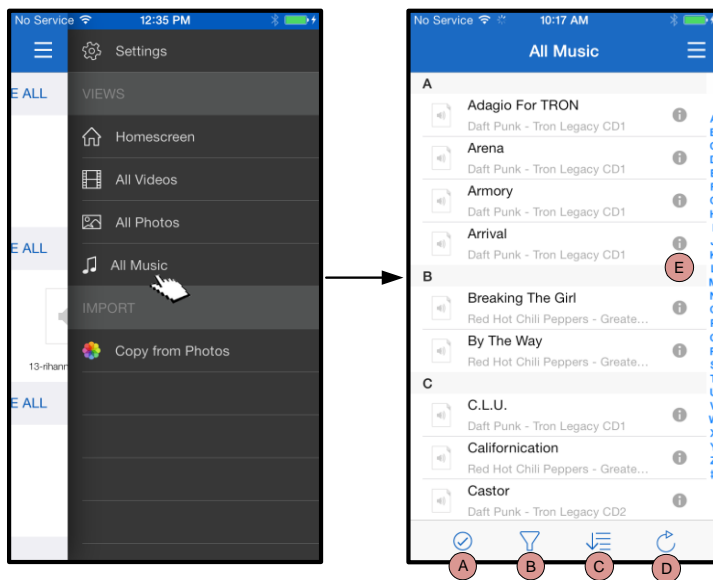 No Service 12:35 PM
Settings
E ALL
VIEWS
Homescreen
All Videos
All Photos
E ALL
All Music
IMPORT
Copy from Photos
13-rihann
E ALL
No Service 10:17 AM
All Music
A
Adagio For TRON
Daft Punk - Tron Legacy CD1
Arena
Daft Punk - Tron Legacy CD1
Armory
Daft Punk - Tron Legacy CD1
Arrival
Daft Punk - Tron Legacy CD1
E
B
Breaking The Girl
Red Hot Chili Peppers - Greate...
By The Way
Red Hot Chili Peppers - Greate...
C
C.L.U.
Daft Punk - Tron Legacy CD1
Californication
Red Hot Chili Peppers - Greate...
Castor
Daft Punk - Tron Legacy CD2
A B C D